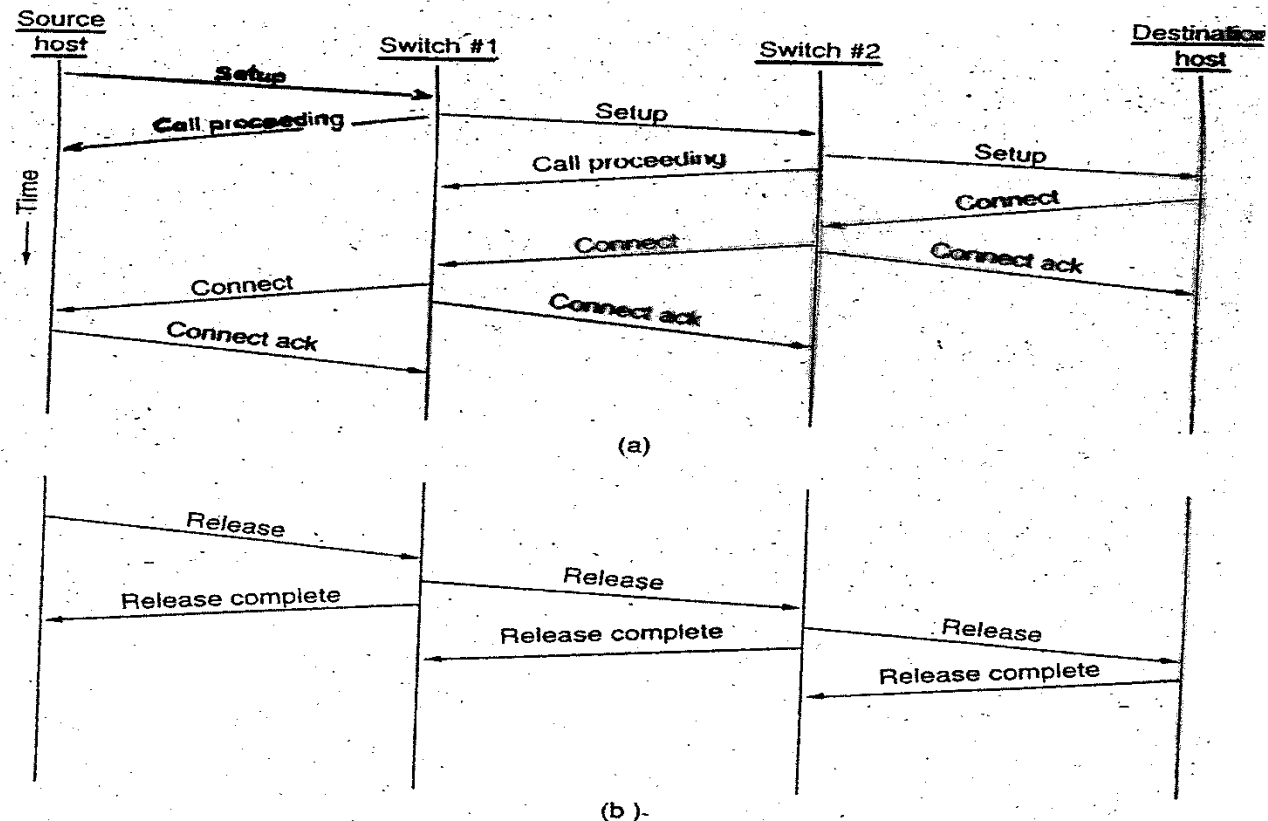 Source
host
Switch #1
Switch #2
Destination
host
Setup
Call proceeding
Setup
Call proceeding
Setup
Connect
Connect
Connect ack
Connect
Connect ack
Connect ack
Time
(a)
Release
Release complete
Release
Release complete
Release
Release complete
(b)